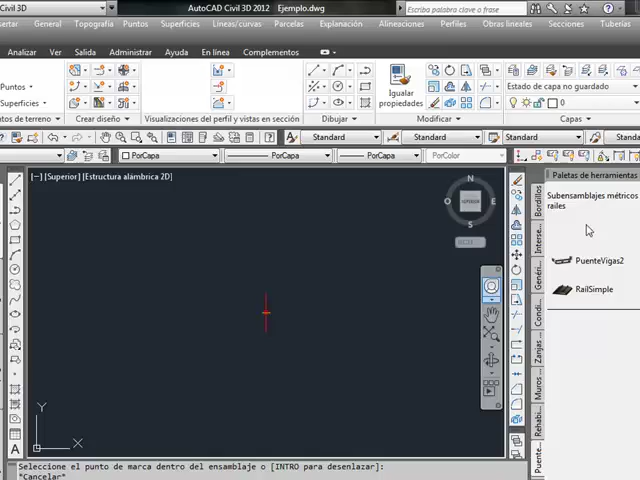 Civil 3D
AutoCAD Civil 3D 2012
Ejemplo.dwg
Escriba palabra clave o frase
sertar
General
Topografía
Puntos
Superficies
Líneas/curvas
Parcelas
Explanación
Alineaciones
Perfiles
Obras lineales
Secciones
Tuberías
Analizar
Ver
Salida
Administrar
Ayuda
En línea
Complementos
Puntos
Superficies
Igualar
propiedades
Estado de capa no guardado
0
ntos de terreno
Crear diseño
Visualizaciones del perfil y vistas en sección
Dibujar
Modificar
Capas
Standard
Standard
Standard
PorCapa
PorCapa
PorCapa
PorColor
[−] [Superior] [Estructura alámbrica 2D]
Paletas de herramientas
Subensamblajes métricos
railes
N
O
SUPERIOR
E
S
PuenteVigas2
RailSimple
Bordillos
Interse...
Genéri...
Condi...
Zanjas
Muros
Rehabi...
Puente...
Y
X
A
Seleccione el punto de marca dentro del ensamblaje o [INTRO para desenlazar]:
*Cancelar*